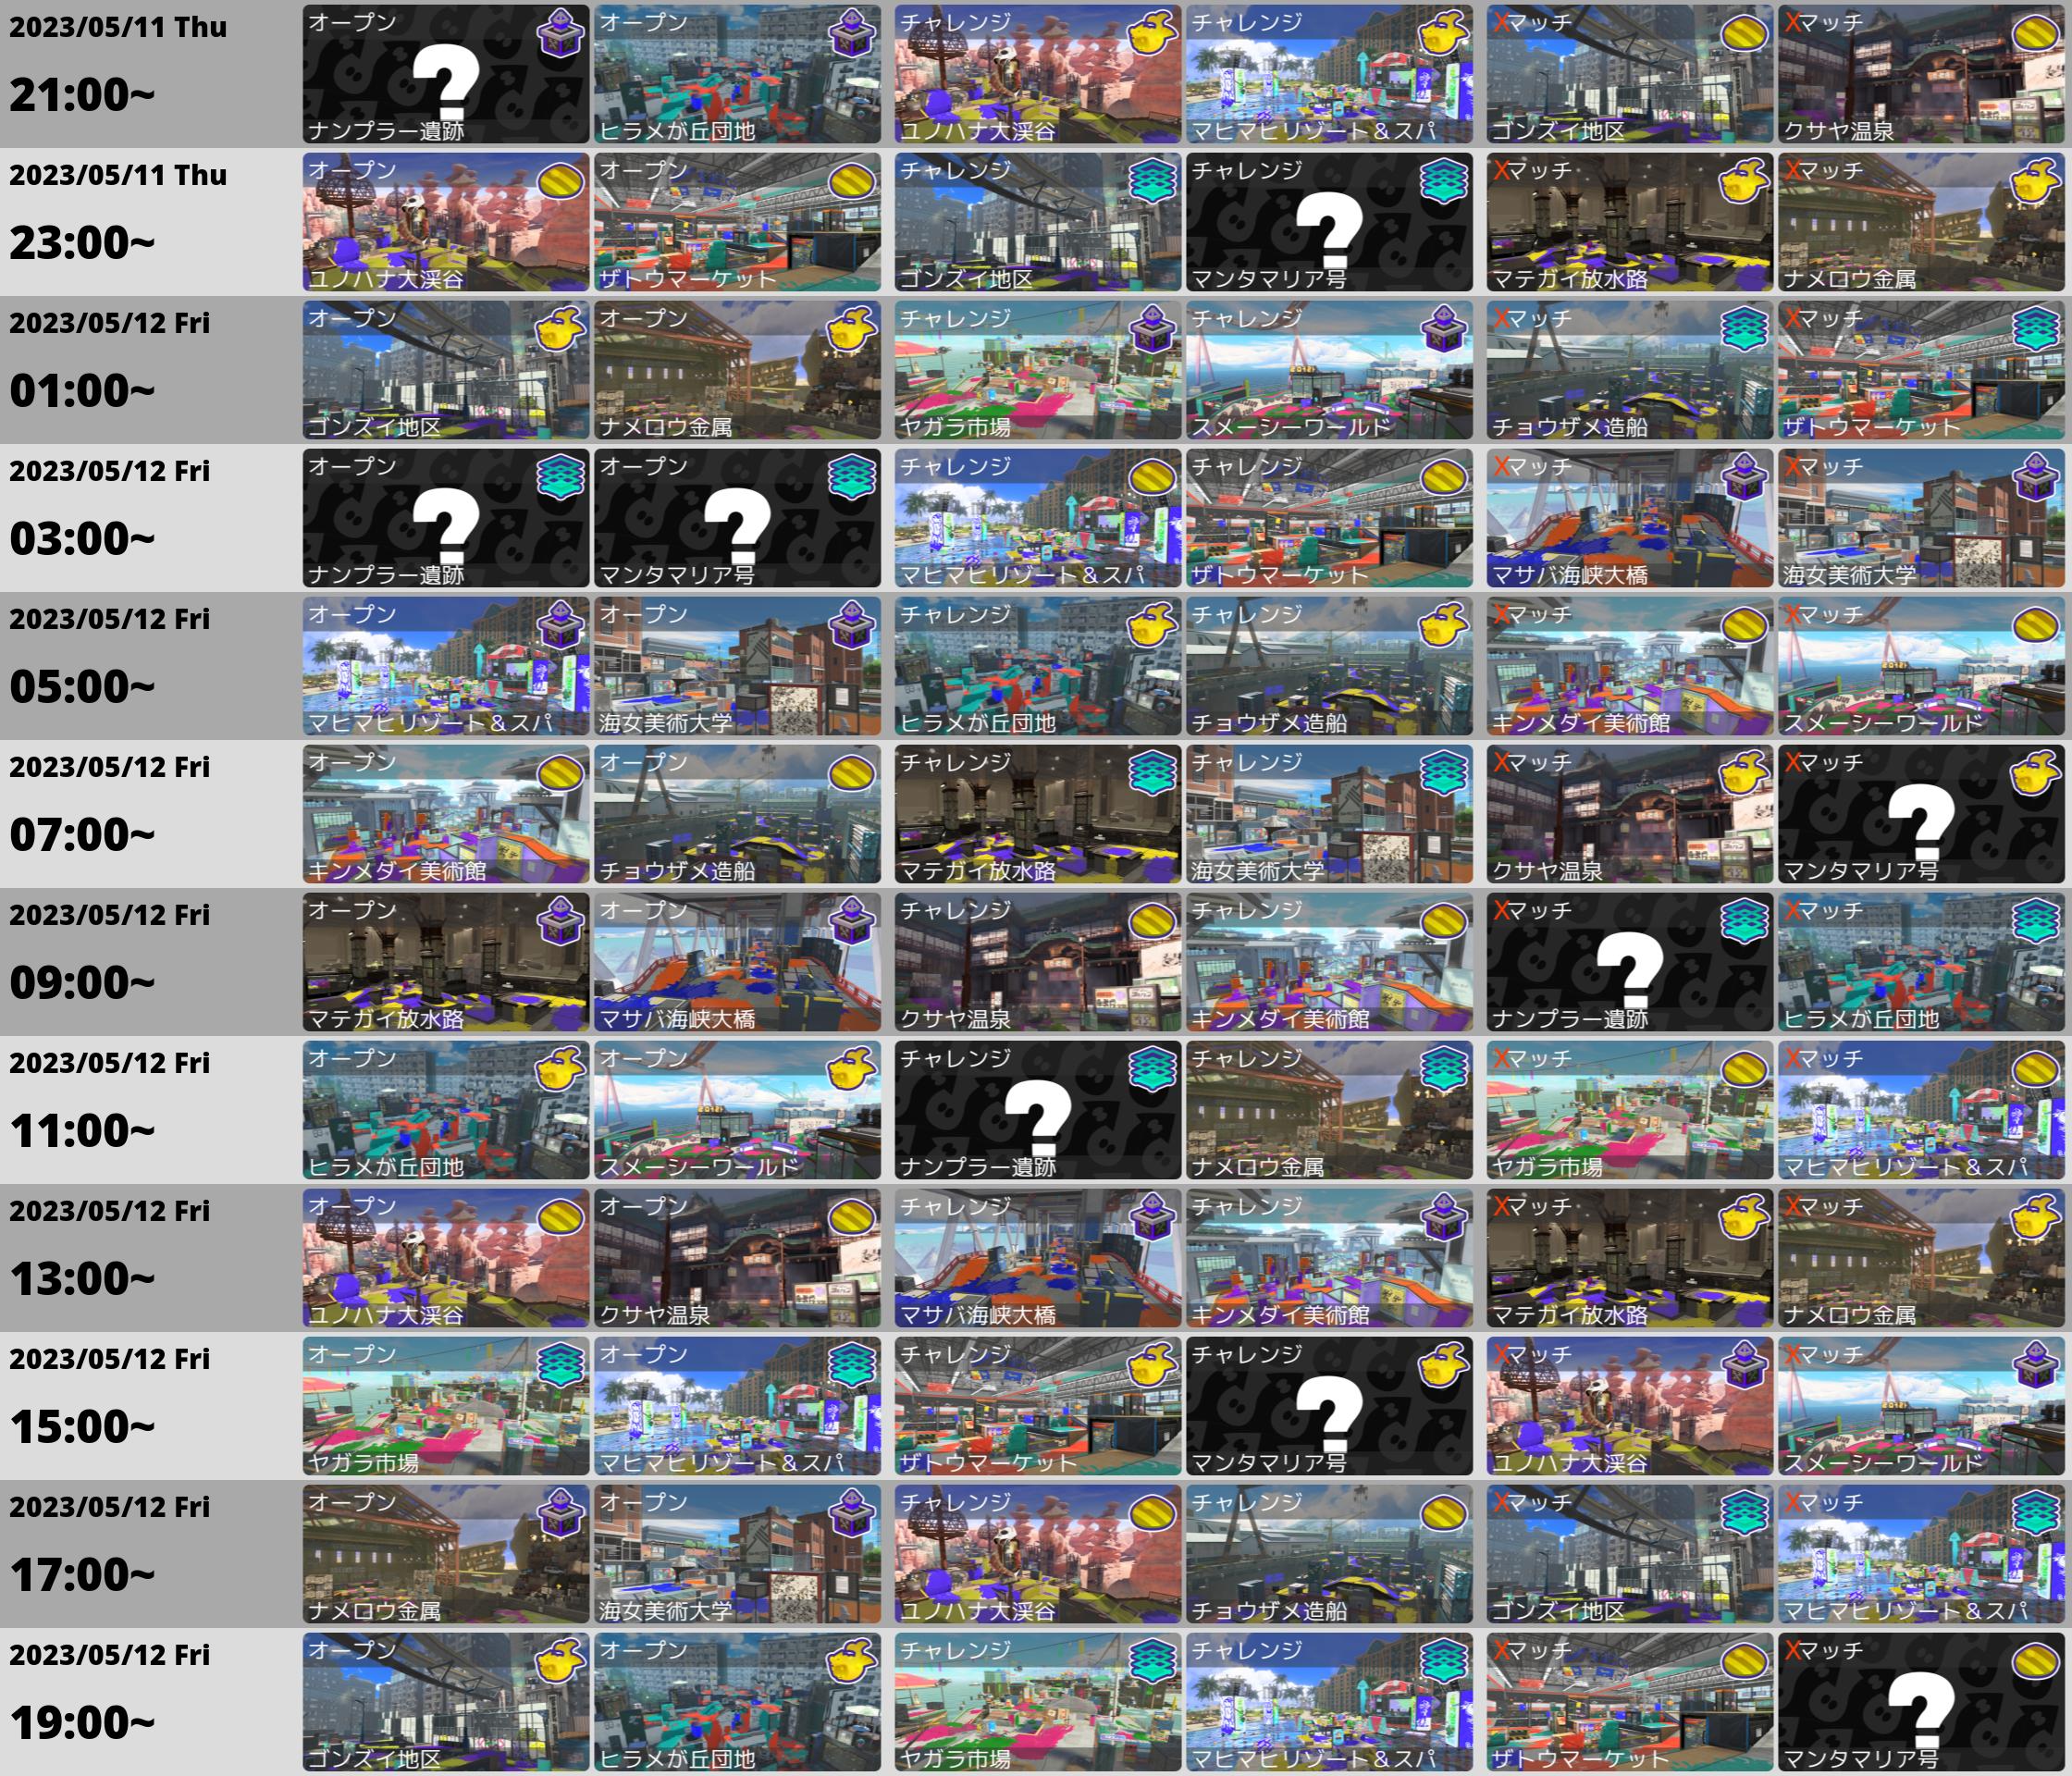 2023/05/11 Thu
21:00~
オープン オープン チャレンジ チャレンジ Xマッチ Xマッチ
ナンプラー遺跡 ヒラメが丘団地 ユノハナ大渓谷 マヒマヒリゾート＆スパ ゴンズイ地区 クサヤ温泉
2023/05/11 Thu
23:00~
オープン オープン チャレンジ チャレンジ Xマッチ Xマッチ
ユノハナ大渓谷 ザトウマーケット ゴンズイ地区 マンタマリア号 マテガイ放水路 ナメロウ金属
2023/05/12 Fri
01:00~
オープン オープン チャレンジ チャレンジ Xマッチ Xマッチ
ゴンズイ地区 ナメロウ金属 ヤガラ市場 スメーシーワールド チョウザメ造船 ザトウマーケット
2023/05/12 Fri
03:00~
オープン オープン チャレンジ チャレンジ Xマッチ Xマッチ
ナンプラー遺跡 マンタマリア号 マヒマヒリゾート＆スパ ザトウマーケット マサバ海峡大橋 海女美術大学
2023/05/12 Fri
05:00~
オープン オープン チャレンジ チャレンジ Xマッチ Xマッチ
マヒマヒリゾート＆スパ 海女美術大学 ヒラメが丘団地 チョウザメ造船 キンメダイ美術館 スメーシーワールド
2023/05/12 Fri
07:00~
オープン オープン チャレンジ チャレンジ Xマッチ Xマッチ
キンメダイ美術館 チョウザメ造船 マテガイ放水路 海女美術大学 クサヤ温泉 マンタマリア号
2023/05/12 Fri
09:00~
オープン オープン チャレンジ チャレンジ Xマッチ Xマッチ
マテガイ放水路 マサバ海峡大橋 クサヤ温泉 キンメダイ美術館 ナンプラー遺跡 ヒラメが丘団地
2023/05/12 Fri
11:00~
オープン オープン チャレンジ チャレンジ Xマッチ Xマッチ
ヒラメが丘団地 スメーシーワールド ナンプラー遺跡 ナメロウ金属 ヤガラ市場 マヒマヒリゾート＆スパ
2023/05/12 Fri
13:00~
オープン オープン チャレンジ チャレンジ Xマッチ Xマッチ
ユノハナ大渓谷 クサヤ温泉 マサバ海峡大橋 キンメダイ美術館 マテガイ放水路 ナメロウ金属
2023/05/12 Fri
15:00~
オープン オープン チャレンジ チャレンジ Xマッチ Xマッチ
ヤガラ市場 マヒマヒリゾート＆スパ ザトウマーケット マンタマリア号 ユノハナ大渓谷 スメーシーワールド
2023/05/12 Fri
17:00~
オープン オープン チャレンジ チャレンジ Xマッチ Xマッチ
ナメロウ金属 海女美術大学 ユノハナ大渓谷 チョウザメ造船 ゴンズイ地区 マヒマヒリゾート＆スパ
2023/05/12 Fri
19:00~
オープン オープン チャレンジ チャレンジ Xマッチ Xマッチ
ゴンズイ地区 ヒラメが丘団地 ヤガラ市場 マヒマヒリゾート＆スパ ザトウマーケット マンタマリア号